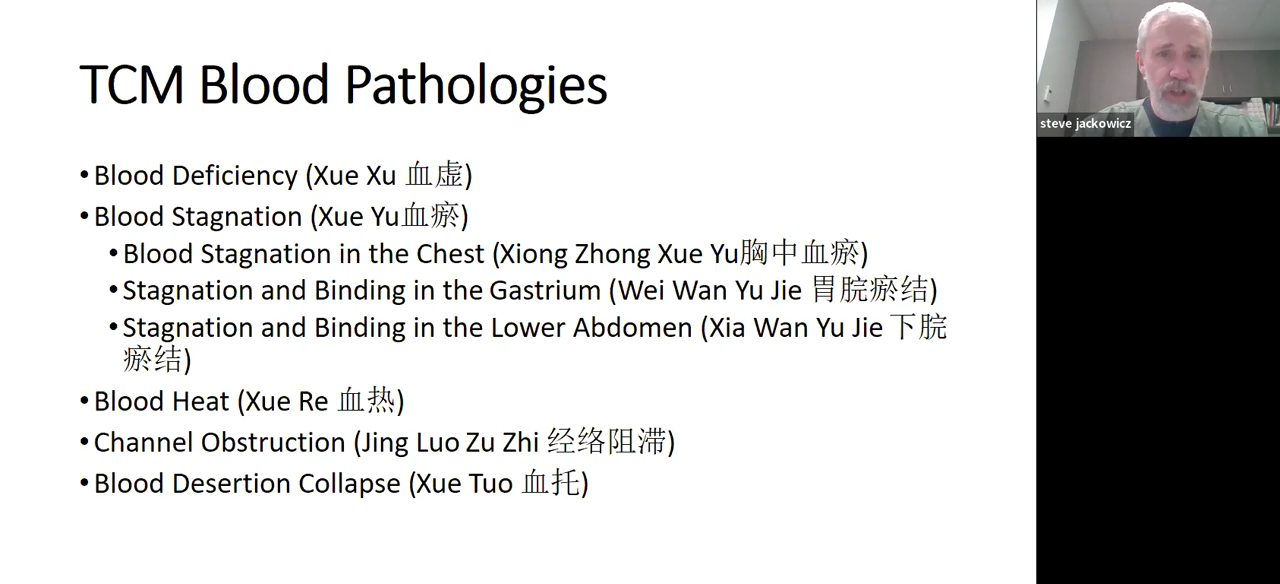 TCM Blood Pathologies
•Blood Deficiency (Xue Xu 血虚)
•Blood Stagnation (Xue Yu血瘀)
•Blood Stagnation in the Chest (Xiong Zhong Xue Yu胸中血瘀)
•Stagnation and Binding in the Gastrium (Wei Wan Yu Jie 胃脘瘀结)
•Stagnation and Binding in the Lower Abdomen (Xia Wan Yu Jie 下脘
瘀结)
•Blood Heat (Xue Re 血热)
•Channel Obstruction (Jing Luo Zu Zhi 经络阻滞)
•Blood Desertion Collapse (Xue Tuo 血托)
steve jackowicz